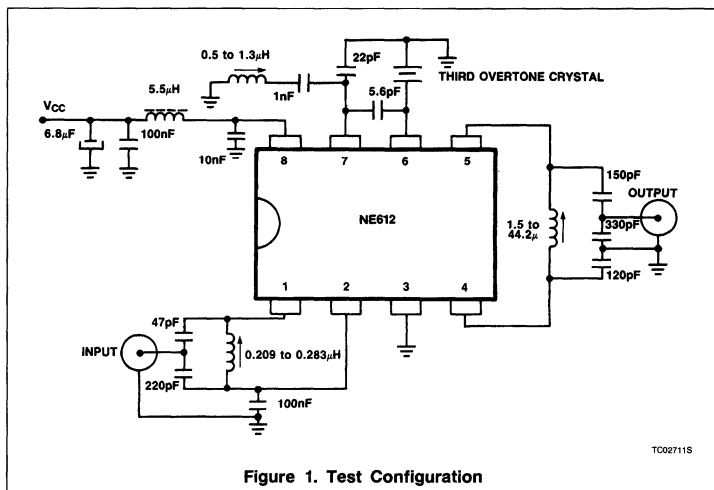 0.5 to 1.3μH
22pF
1nF
5.6pF
THIRD OVERTONE CRYSTAL
5.5μH
VCC
6.8μF
100nF
10nF
8
7
6
5
NE612
150pF
OUTPUT
330pF
1.5 to
44.2μ
120pF
1
2
3
4
47pF
INPUT
0.209 to 0.283μH
220pF
100nF
TC02711S
Figure 1. Test Configuration